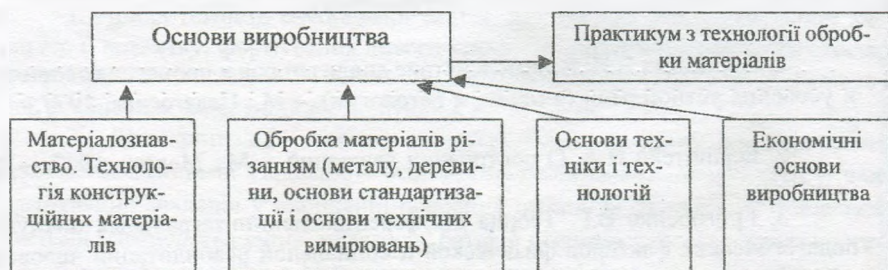 Основи виробництва
Практикум з технології оброб-
ки матеріалів
Матеріалознав-
ство. Техноло-
гія конструк-
ційних матеріа-
лів
Обробка матеріалів рі-
занням (металу, дереви-
ни, основи стандартиза-
ції і основи технічних
вимірювань)
Основи тех-
ніки і тех-
нологій
Економічні
основи
виробництва